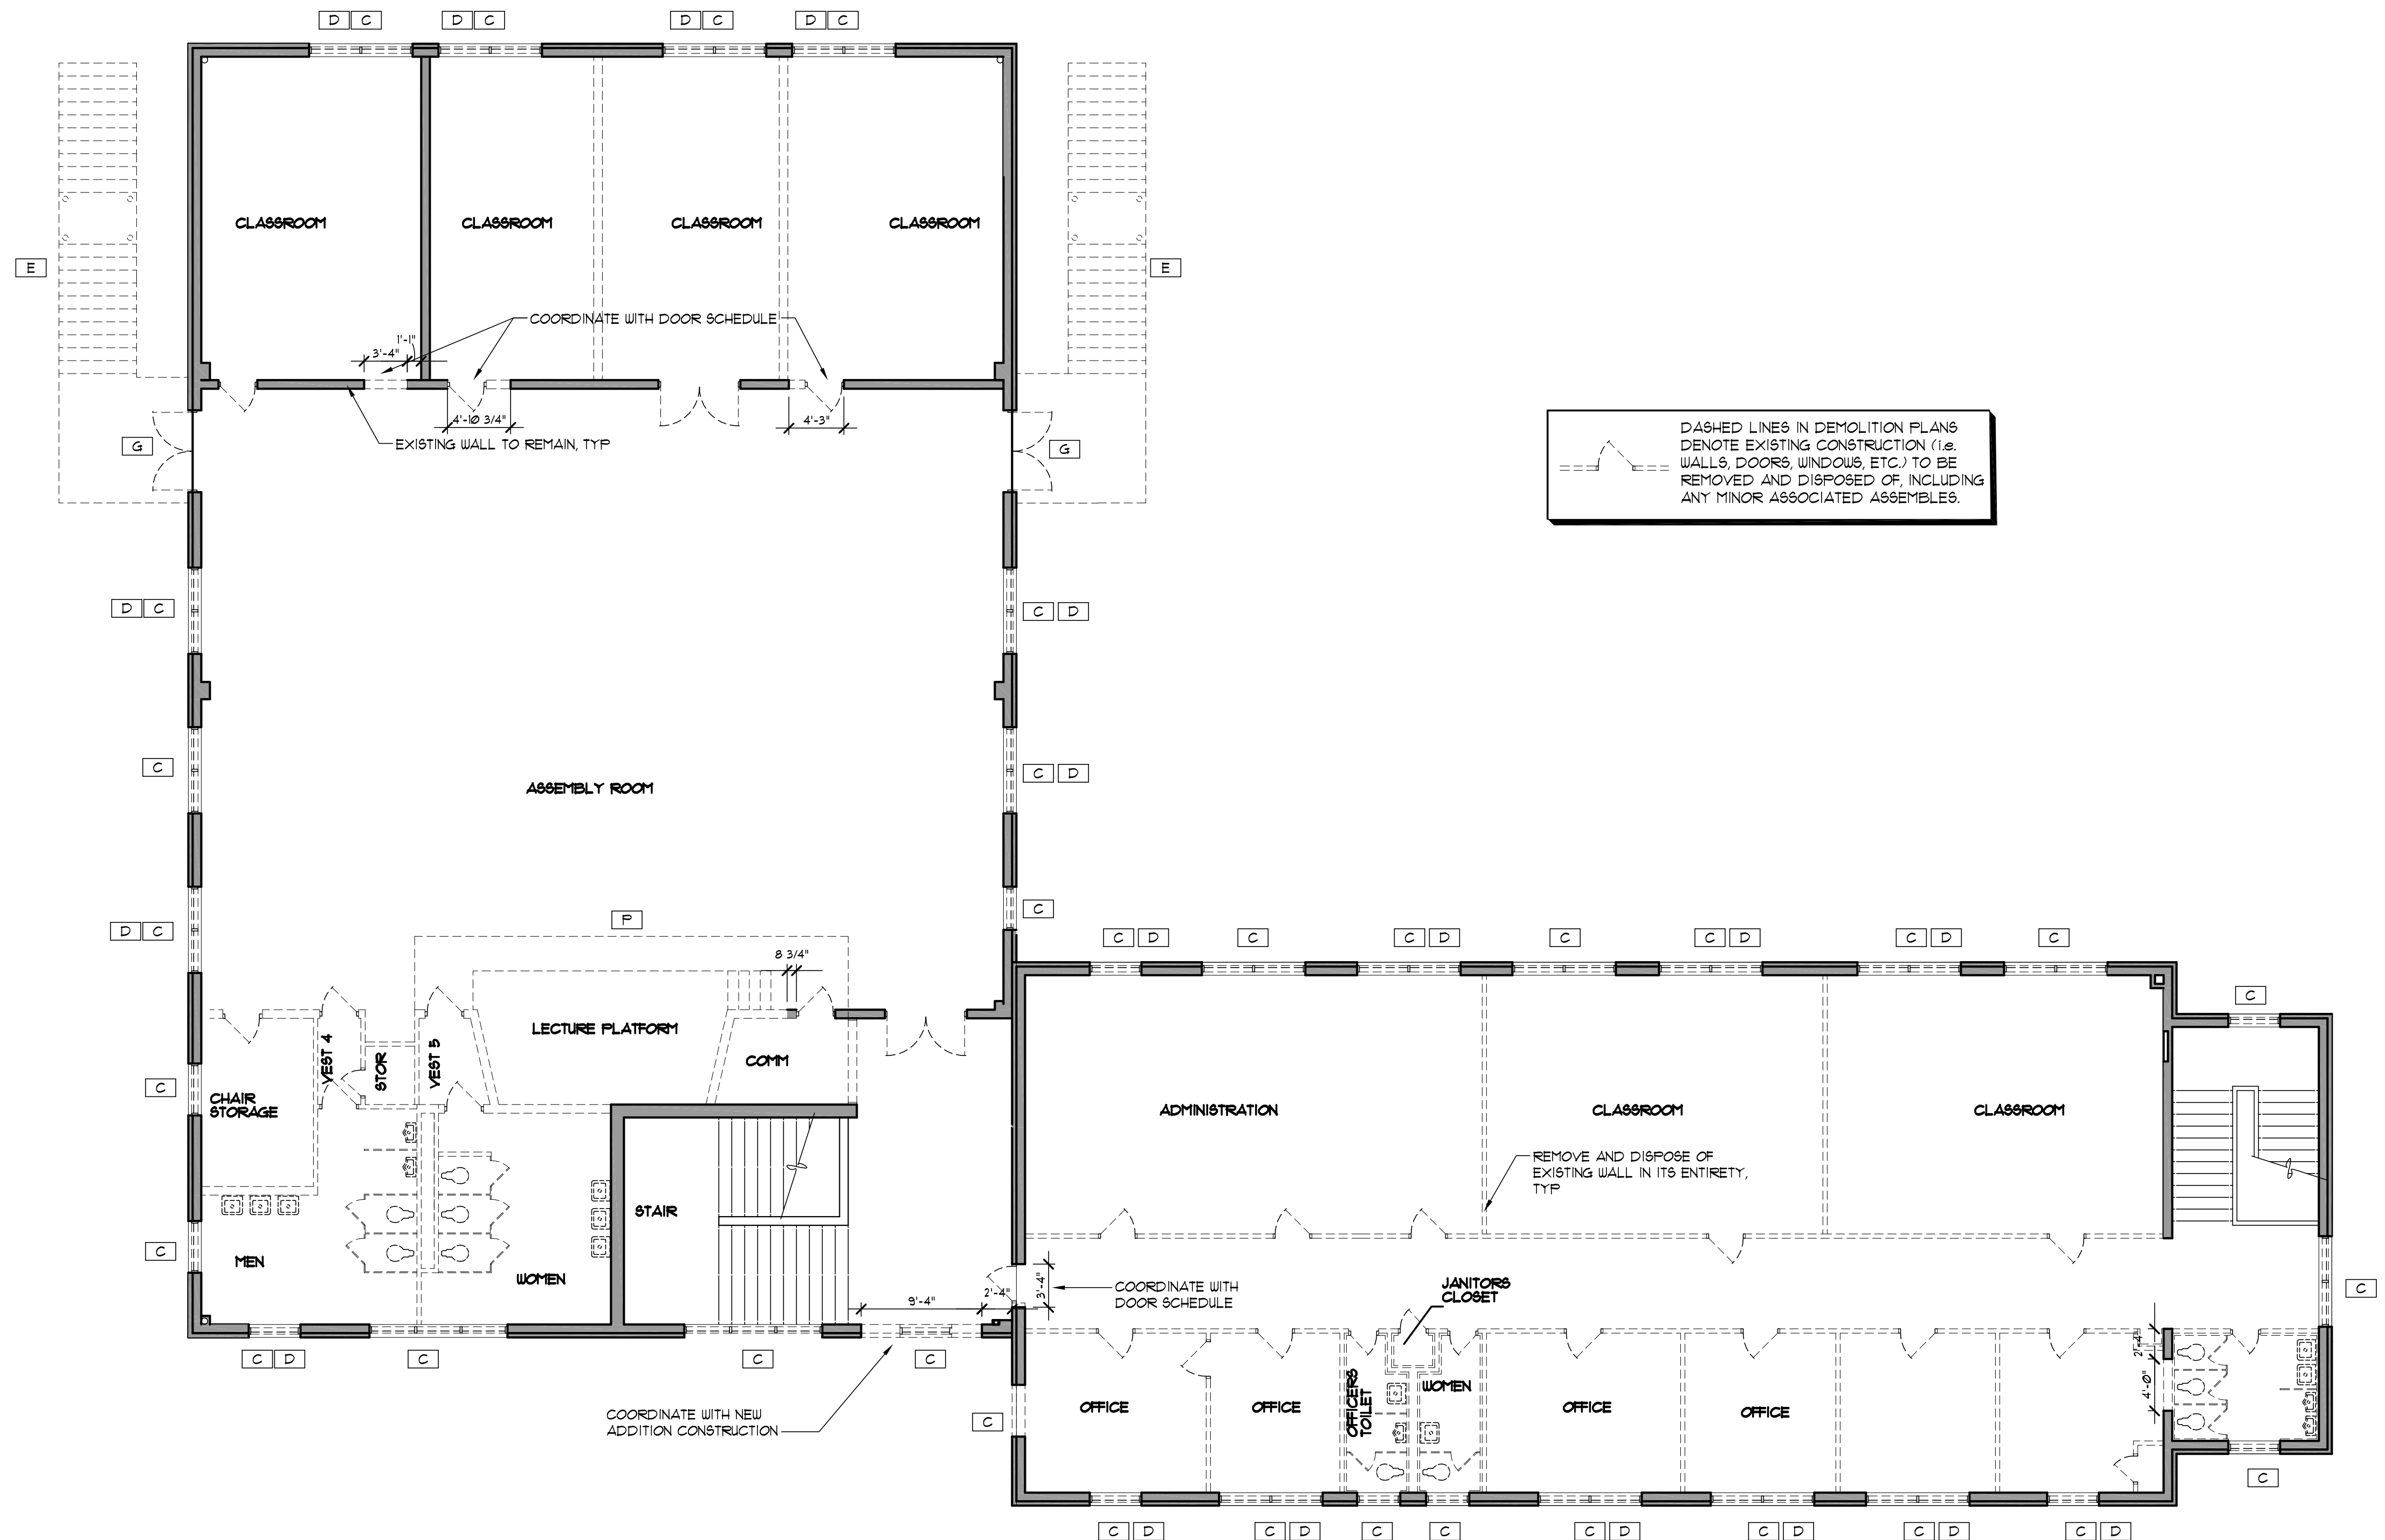 D C D C D C D C
CLASSROOM CLASSROOM CLASSROOM CLASSROOM
E E
COORDINATE WITH DOOR SCHEDULE
1'-1"
3'-4"
4'-10 3/4" 4'-3"
EXISTING WALL TO REMAIN, TYP
G G
DASHED LINES IN DEMOLITION PLANS
DENOTE EXISTING CONSTRUCTION (i.e.
WALLS, DOORS, WINDOWS, ETC.) TO BE
REMOVED AND DISPOSED OF, INCLUDING
ANY MINOR ASSOCIATED ASSEMBLES.
D C C D
C C D
ASSEMBLY ROOM
P
D C C
C D C C D C C D C D C
8 3/4"
C
LECTURE PLATFORM
VEST 4
STOR
VEST 5
COMM
C
CHAIR
STORAGE
ADMINISTRATION CLASSROOM CLASSROOM
REMOVE AND DISPOSE OF
EXISTING WALL IN ITS ENTIRETY,
TYP
STAIR
C
MEN
WOMEN
9'-4" 2'-4"
3'-4"
COORDINATE WITH
DOOR SCHEDULE
JANITORS
CLOSET
C
C D C C C
2'-4"
4'-0"
OFFICE OFFICE
OFFICERS
TOILET
WOMEN
OFFICE OFFICE
COORDINATE WITH NEW
ADDITION CONSTRUCTION
C
C
C D C D C C C D C D C D C D